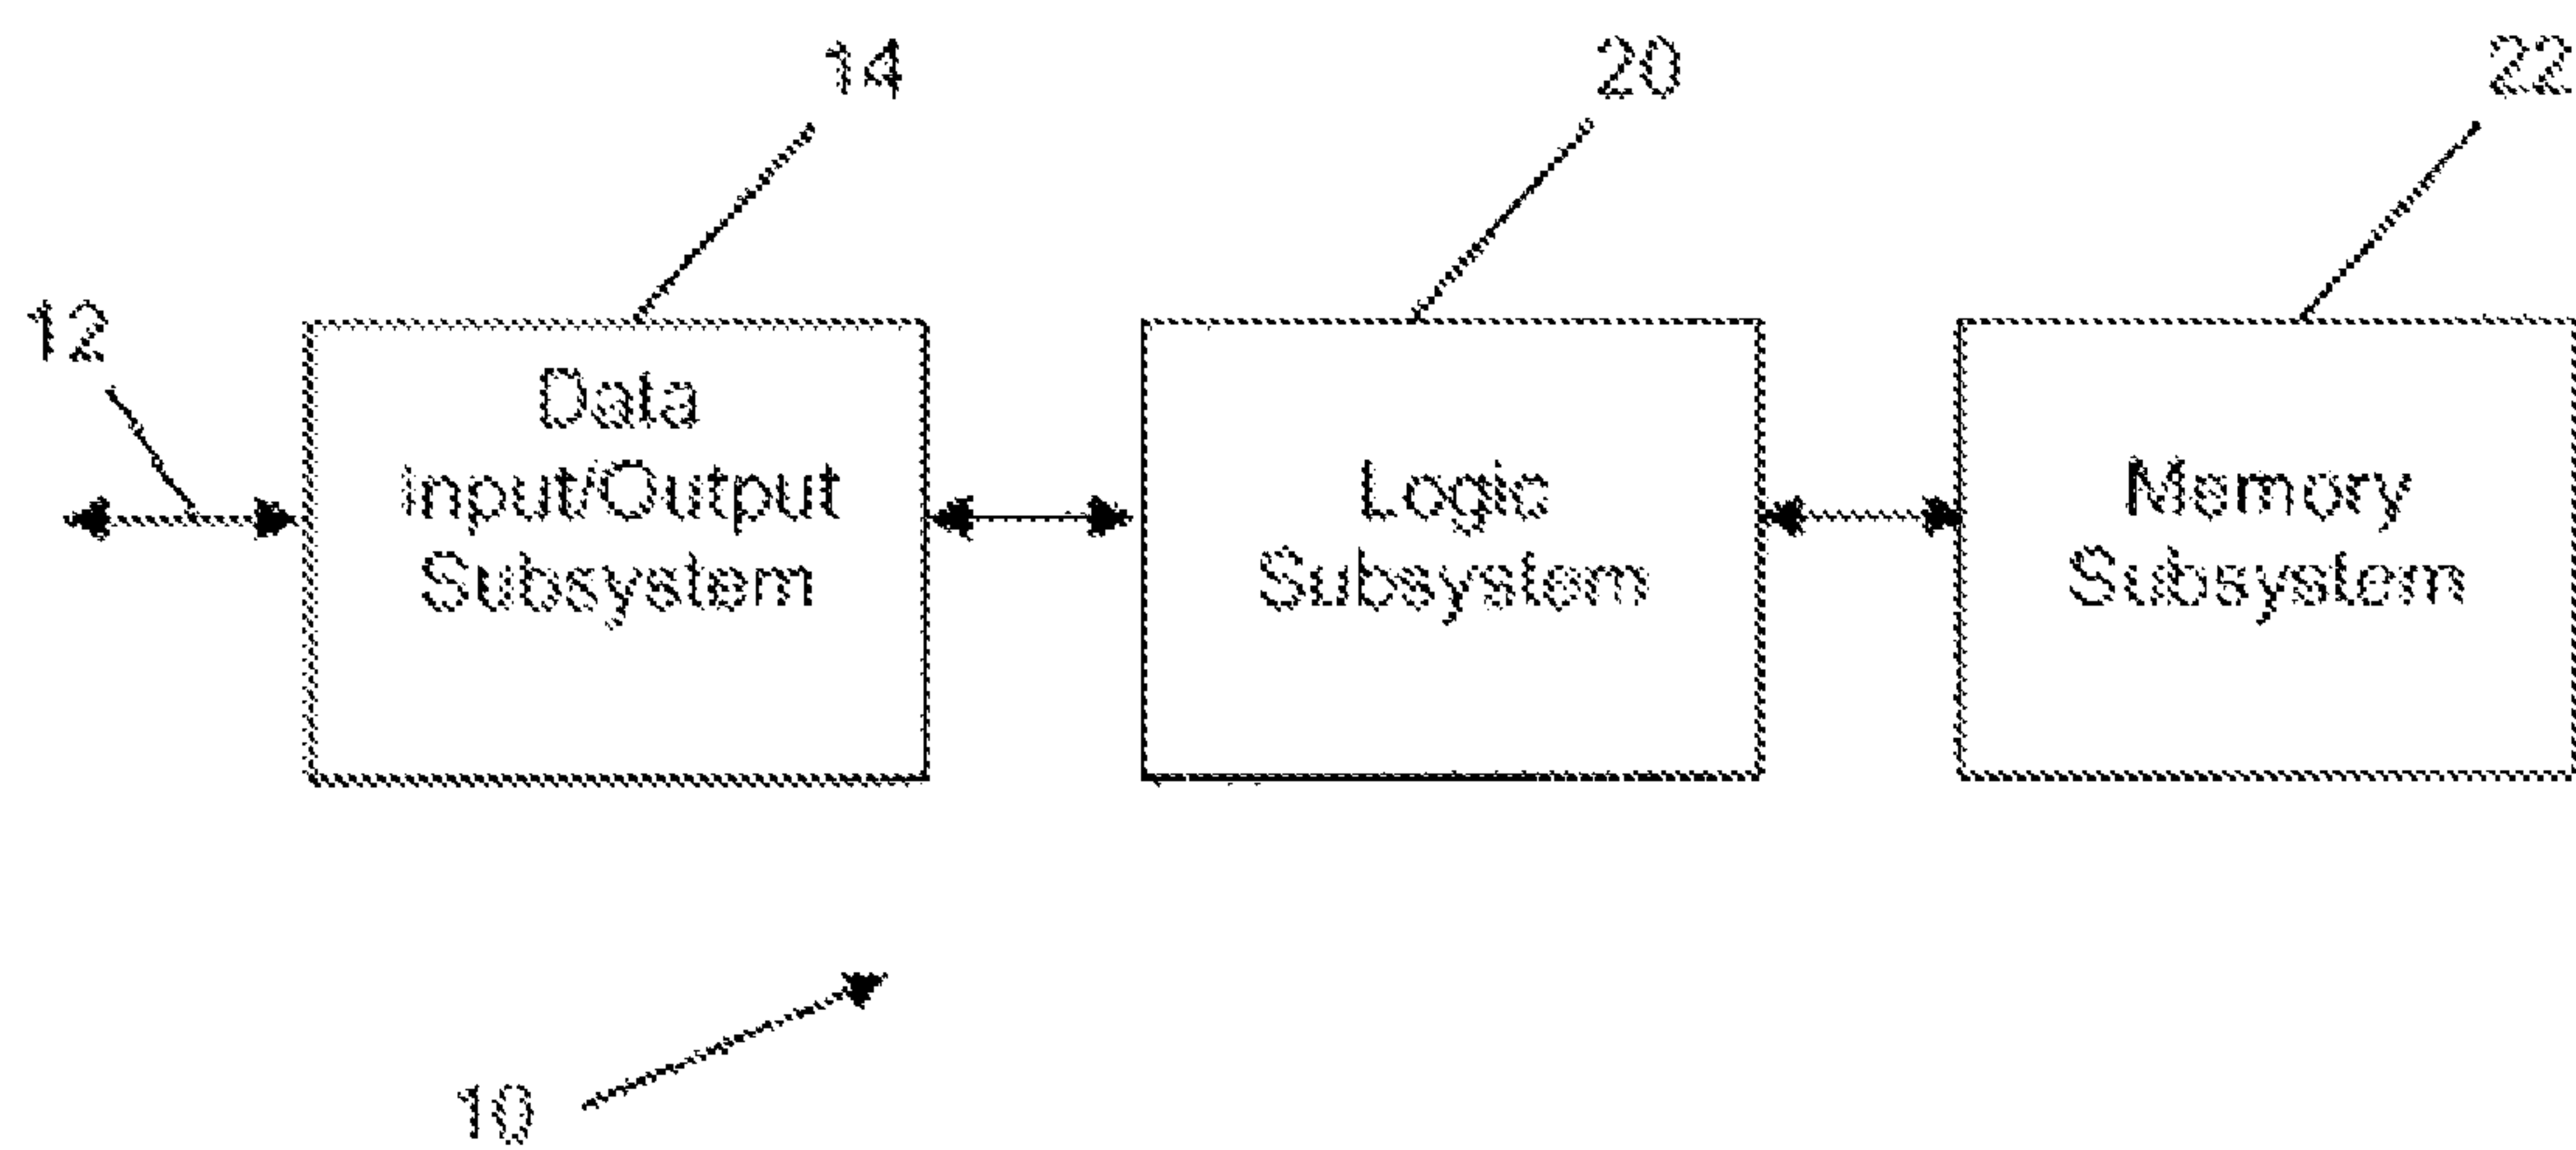 14
20
22
12
Data
Input/Output
Subsystem
Logic
Subsystem
Memory
Subsystem
10